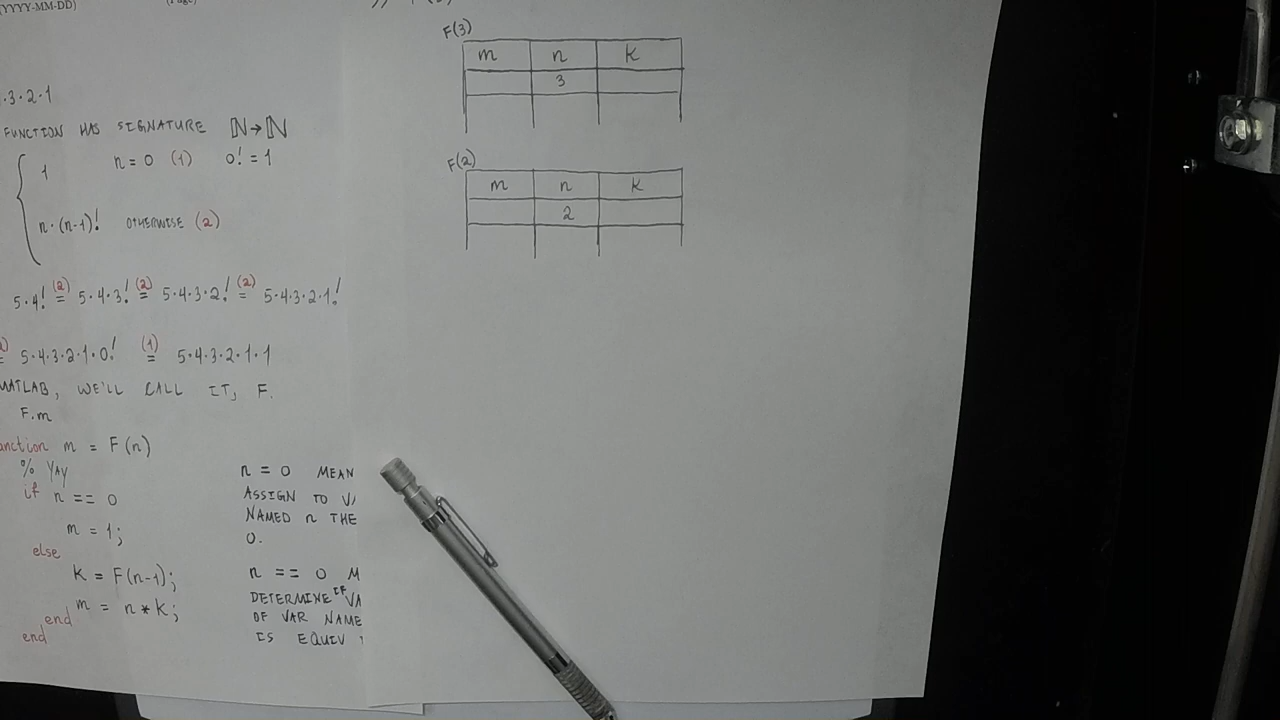 (YYYY-MM-DD)
·3·2·1
FUNCTION HAS SIGNATURE ℕ→ℕ
1 n = 0 (1) 0! = 1
n·(n-1)! OTHERWISE (2)
5·4! (2)= 5·4·3! (2)= 5·4·3·2! (2)= 5·4·3·2·1!
= 5·4·3·2·1·0! (1)= 5·4·3·2·1·1
MATLAB, WE'LL CALL IT, F.
F.m
unction m = F(n)
% YAY
if n == 0
m = 1;
else
k = F(n-1);
m = n * k;
end
end
n = 0 MEAN
ASSIGN TO
NAMED n THE
0.
n == 0 M
DETERMINE IF VA
OF VAR NAME
IS EQUIV
F(3)
m n k
3
F(2)
m n k
2